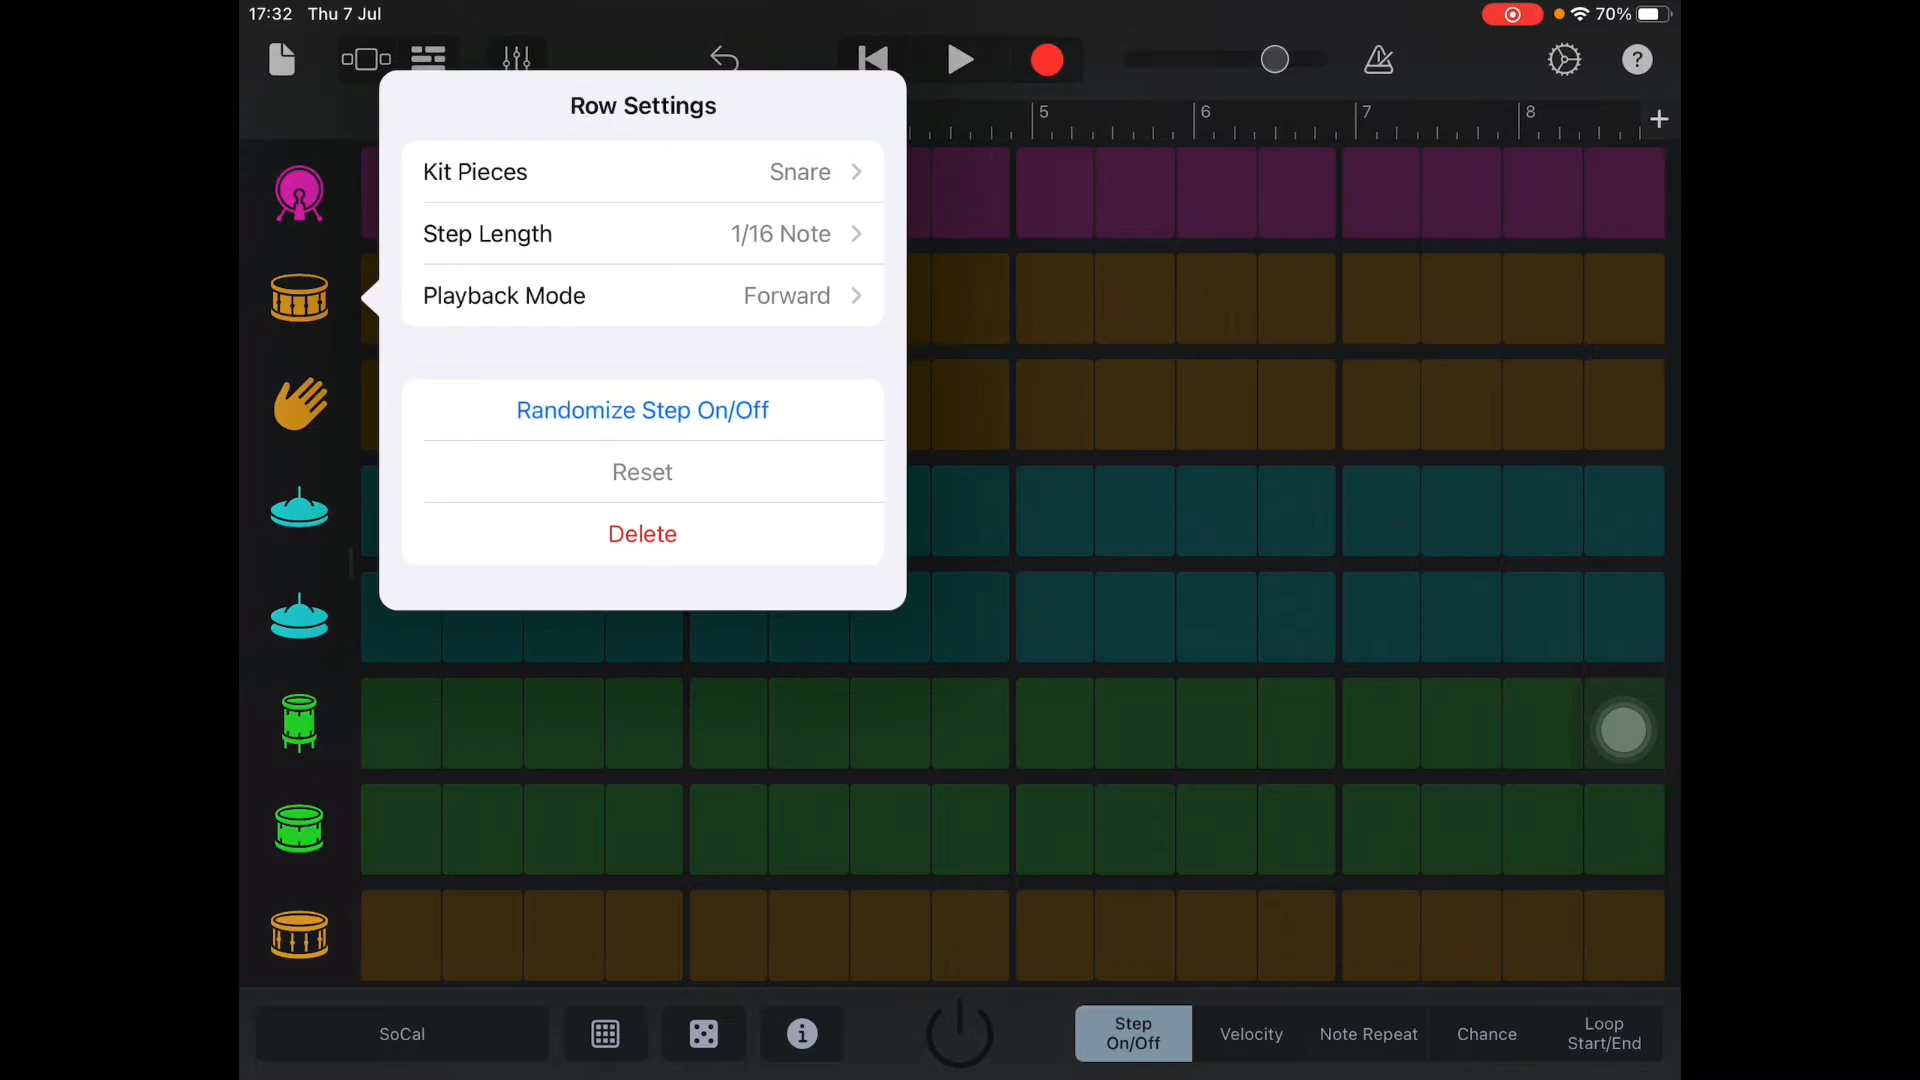 17:32 Thu 7 Jul
70%
Row Settings
5 6 7 8
Kit Pieces Snare
Step Length 1/16 Note
Playback Mode Forward
Randomize Step On/Off
Reset
Delete
SoCal
Step On/Off
Velocity
Note Repeat
Chance
Loop Start/End